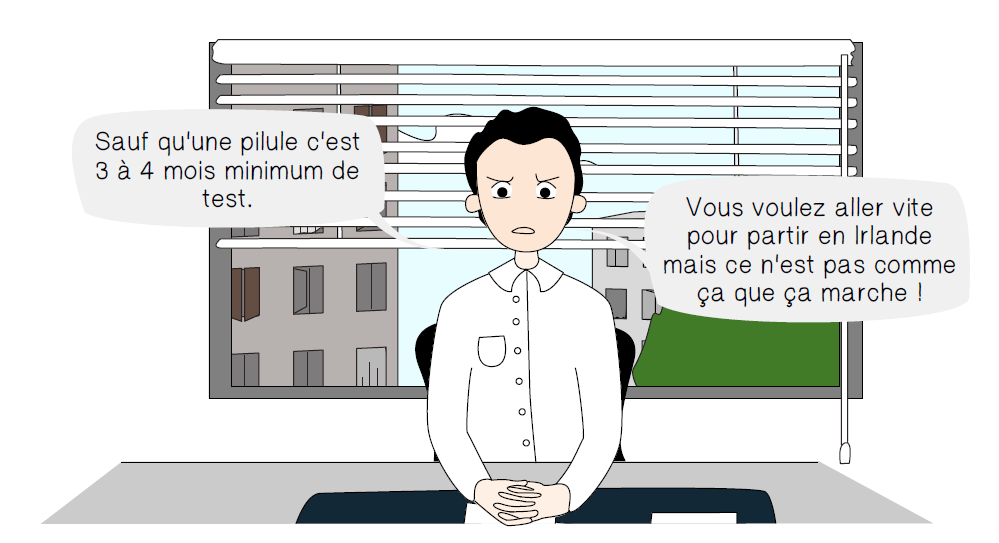 Sauf qu'une pilule c'est
3 à 4 mois minimum de
test.
Vous voulez aller vite
pour partir en Irlande
mais ce n'est pas comme
ça que ça marche !